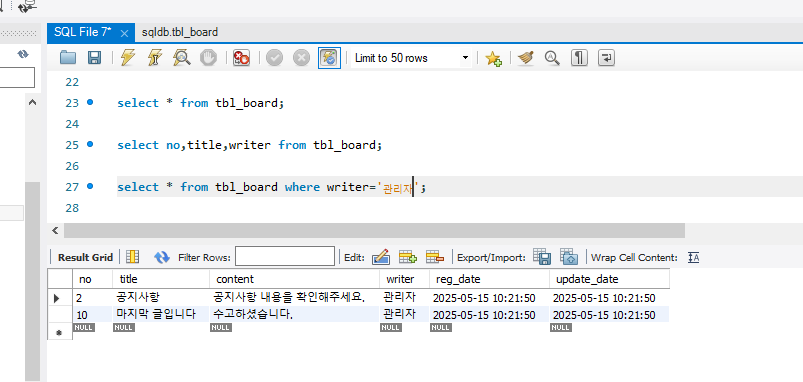 SQL File 7* × sqldb.tbl_board
Limit to 50 rows
22
23 select * from tbl_board;
24
25 select no,title,writer from tbl_board;
26
27 select * from tbl_board where writer='관리자';
28
Result Grid Filter Rows: Edit: Export/Import: Wrap Cell Content: IA
no title content writer reg_date update_date
2 공지사항 공지사항 내용을 확인해주세요. 관리자 2025-05-15 10:21:50 2025-05-15 10:21:50
10 마지막 글입니다 수고하셨습니다. 관리자 2025-05-15 10:21:50 2025-05-15 10:21:50
NULL NULL NULL NULL NULL NULL